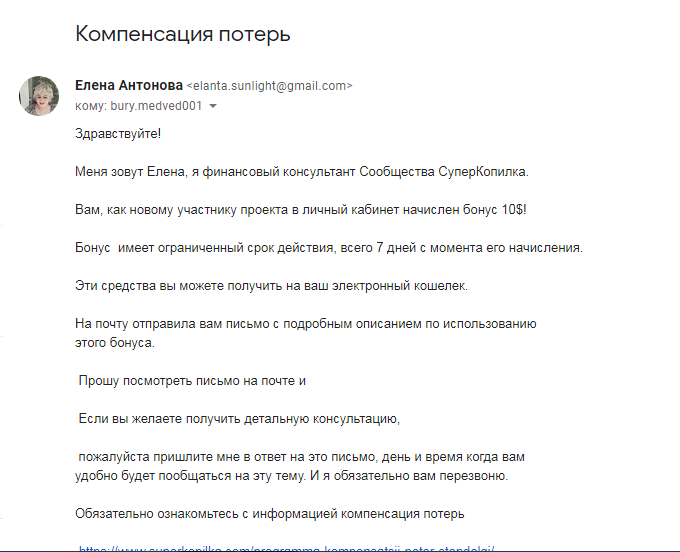 Компенсация потерь
Елена Антонова <elanta.sunlight@gmail.com>
кому: bury.medved001
Здравствуйте!
Меня зовут Елена, я финансовый консультант Сообщества СуперКопилка.
Вам, как новому участнику проекта в личный кабинет начислен бонус 10$!
Бонус имеет ограниченный срок действия, всего 7 дней с момента его начисления.
Эти средства вы можете получить на ваш электронный кошелек.
На почту отправила вам письмо с подробным описанием по использованию
этого бонуса.
Прошу посмотреть письмо на почте и
Если вы желаете получить детальную консультацию,
пожалуйста пришлите мне в ответ на это письмо, день и время когда вам
удобно будет пообщаться на эту тему. И я обязательно вам перезвоню.
Обязательно ознакомьтесь с информацией компенсация потерь